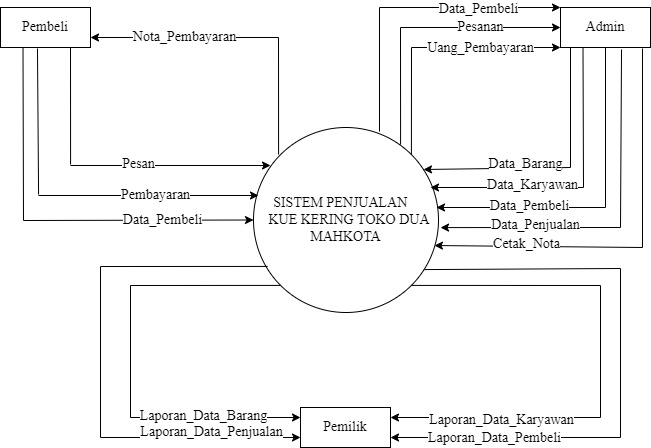 Data_Pembeli
Pembeli
Pesanan
Admin
Nota_Pembayaran
Uang_Pembayaran
Pesan
Data_Barang
Data_Karyawan
Pembayaran
Data_Pembeli
Data_Pembeli
Data_Penjualan
Cetak_Nota
SISTEM PENJUALAN
KUE KERING TOKO DUA
MAHKOTA
Laporan_Data_Barang
Laporan_Data_Penjualan
Pemilik
Laporan_Data_Karyawan
Laporan_Data_Pembeli